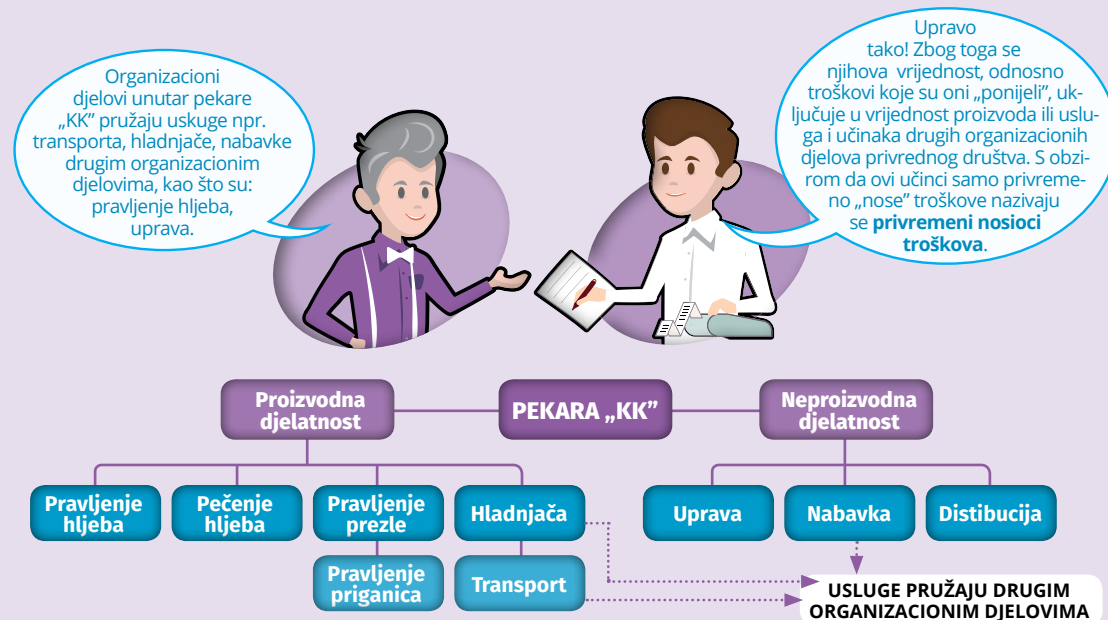 Organizacioni
djelovi unutar pekare
„KK” pružaju uskuge npr.
transporta, hladnjače, nabavke
drugim organizacionim
djelovima, kao što su:
pravljenje hljeba,
uprava.
Upravo
tako! Zbog toga se
njihova vrijednost, odnosno
troškovi koje su oni „ponijeli”, uk-
ljučuje u vrijednost proizvoda ili uslu-
ga i učinaka drugih organizacionih
djelova privrednog društva. S obzi-
rom da ovi učinci samo privreme-
no „nose” troškove nazivaju
se privremeni nosioci
troškova.
Proizvodna
djelatnost
PEKARA „KK”
Neproizvodna
djelatnost
Pravljenje
hljeba
Pečenje
hljeba
Pravljenje
prezle
Hladnjača
Uprava
Nabavka
Distibucija
Pravljenje
priganica
Transport
USLUGE PRUŽAJU DRUGIM
ORGANIZACIONIM DJELOVIMA